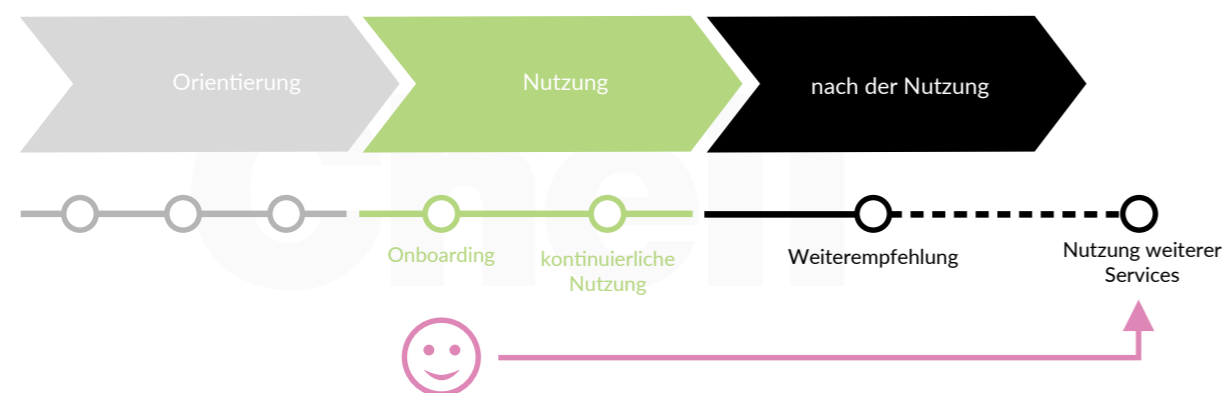 Orientierung
Nutzung
nach der Nutzung
Onboarding
kontinuierliche
Nutzung
Weiterempfehlung
Nutzung weiterer
Services